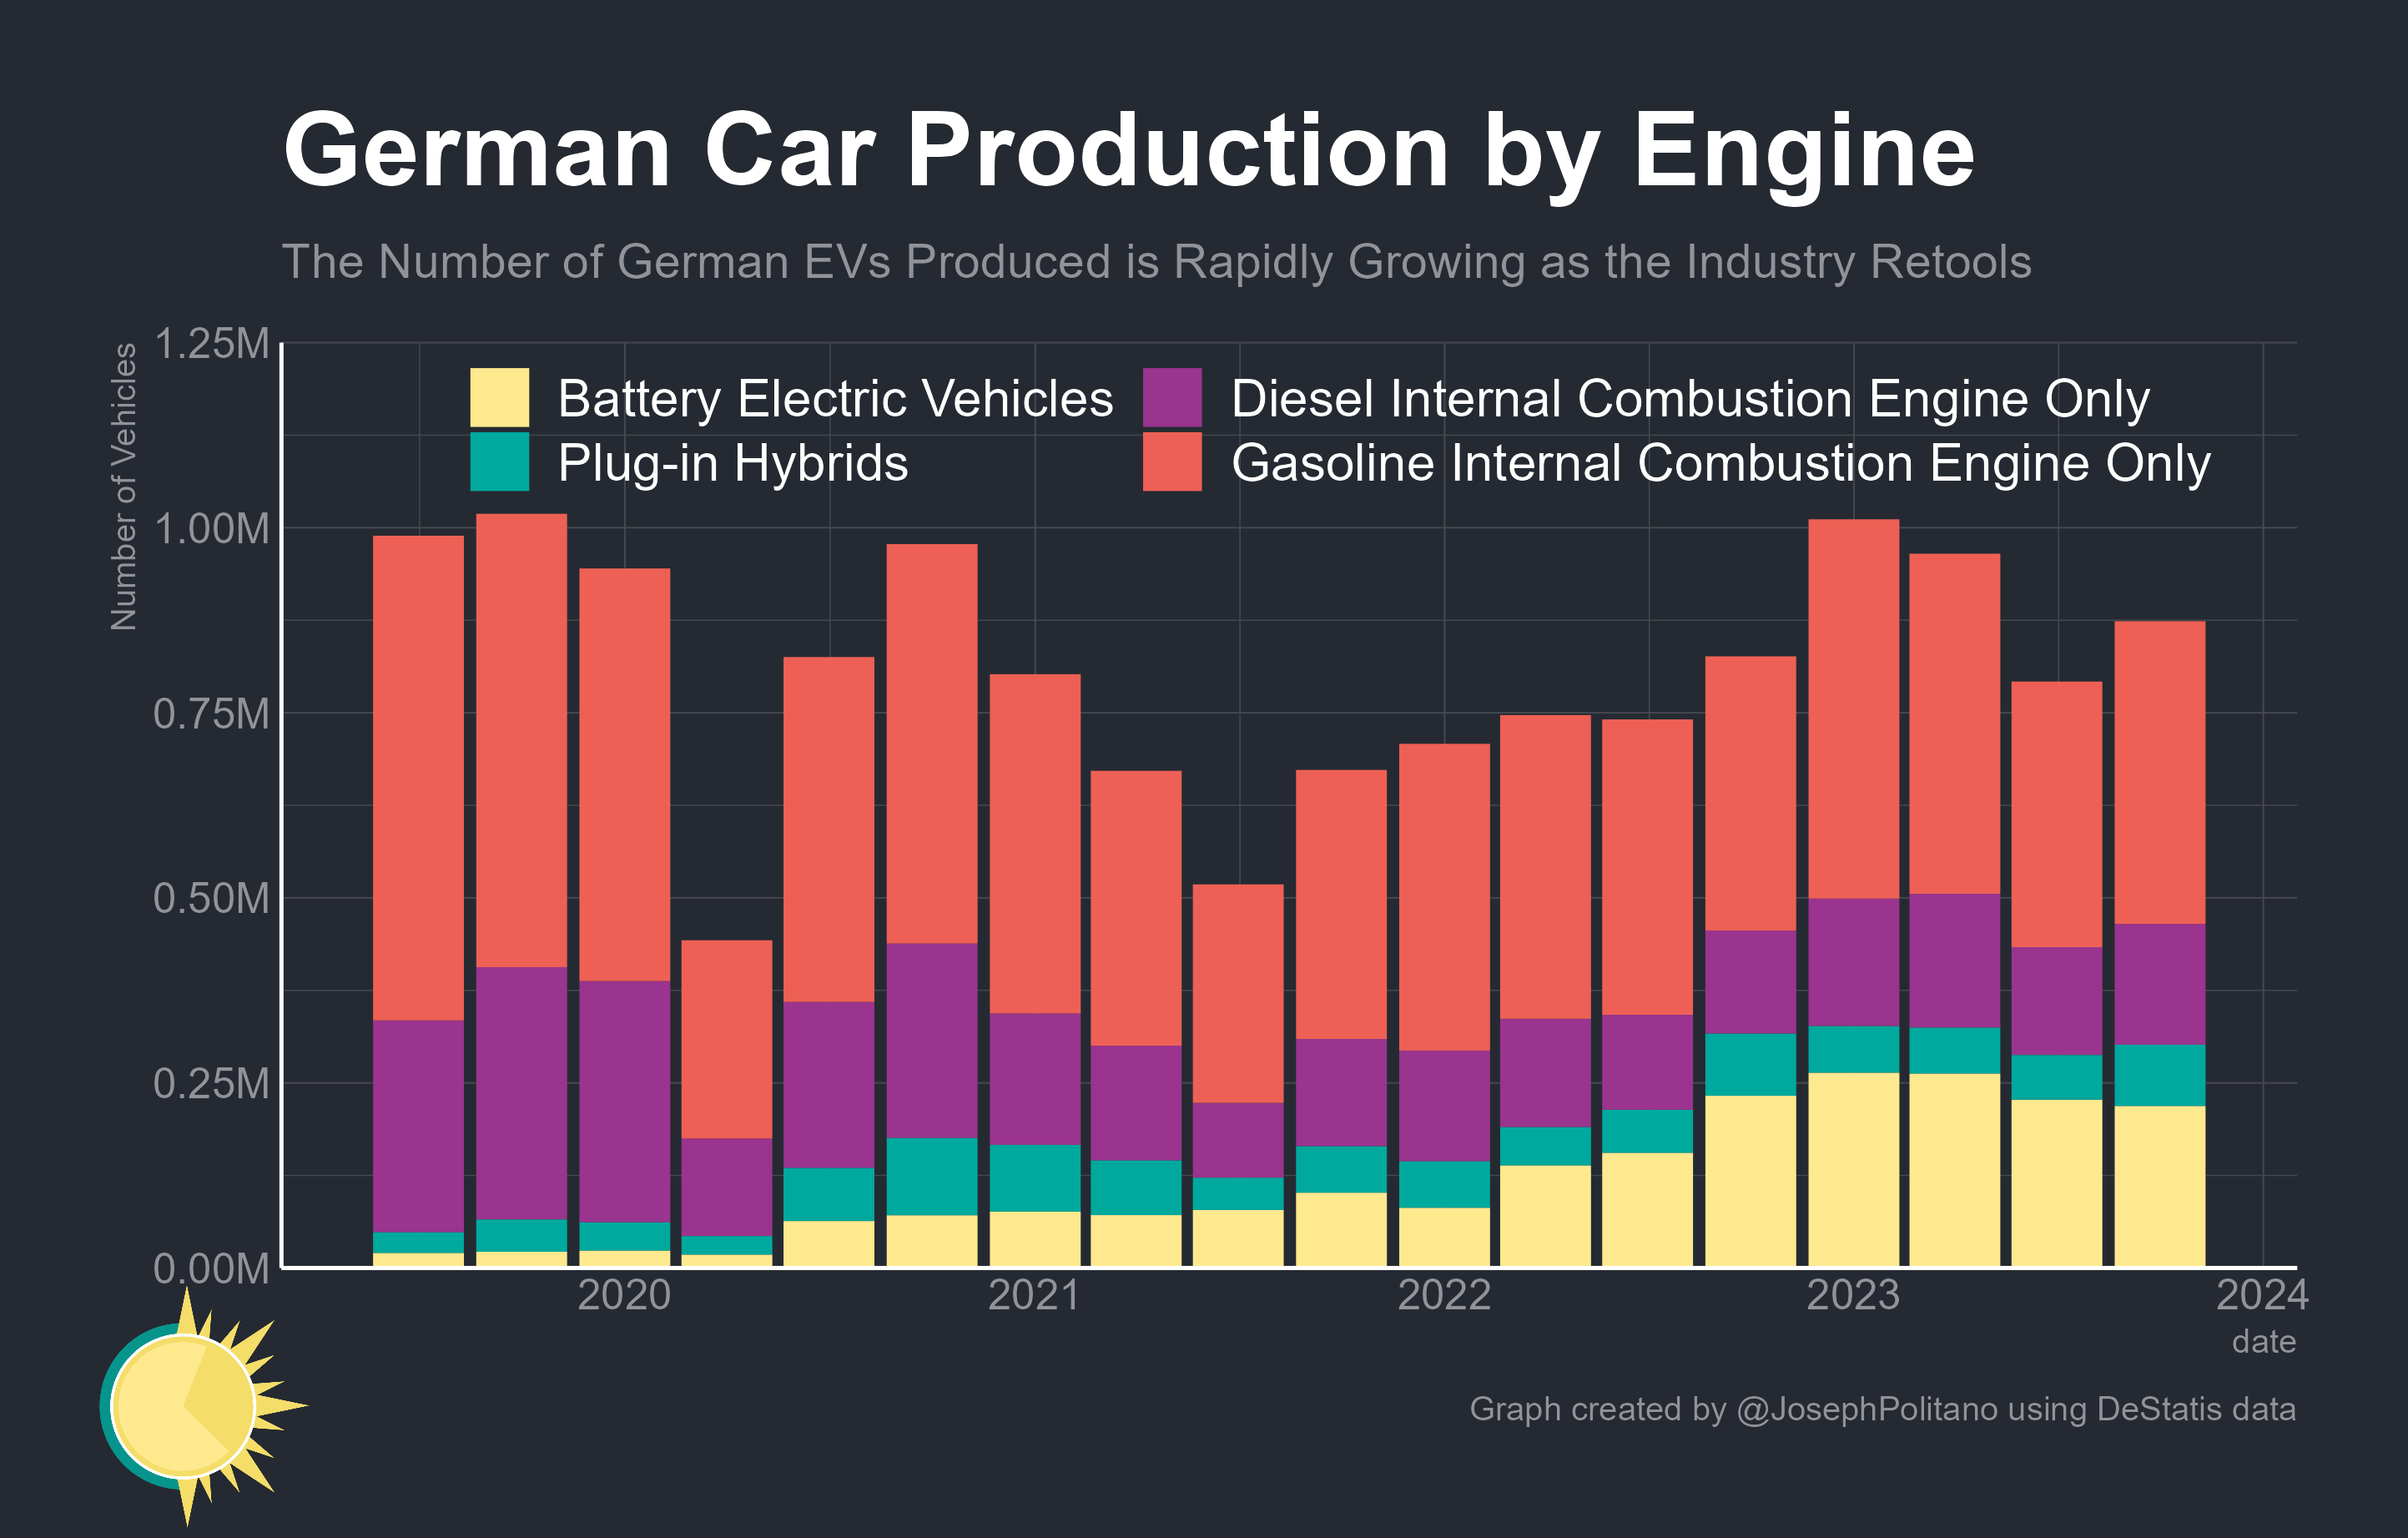 German Car Production by Engine
The Number of German EVs Produced is Rapidly Growing as the Industry Retools
Number of Vehicles
1.25M
1.00M
0.75M
0.50M
0.25M
0.00M
Battery Electric Vehicles
Plug-in Hybrids
Diesel Internal Combustion Engine Only
Gasoline Internal Combustion Engine Only
2020 2021 2022 2023 2024
date
Graph created by @JosephPolitano using DeStatis data